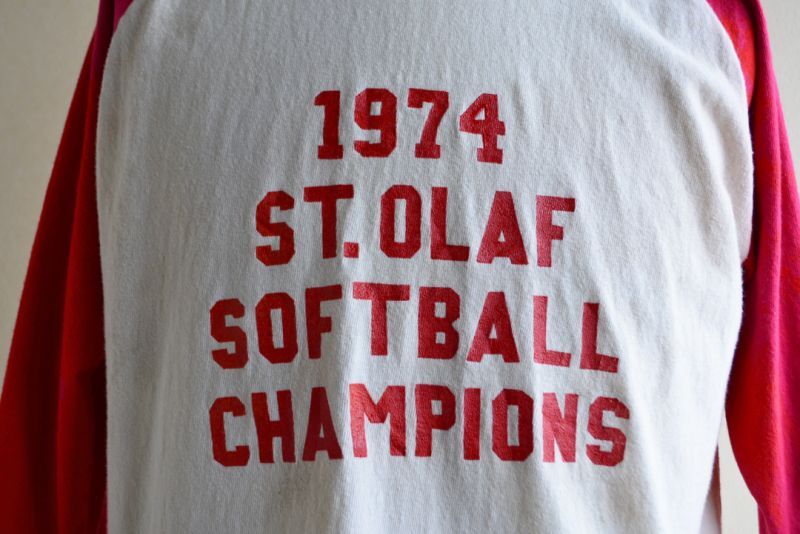 1974
ST. OLAF
SOFTBALL
CHAMPIONS